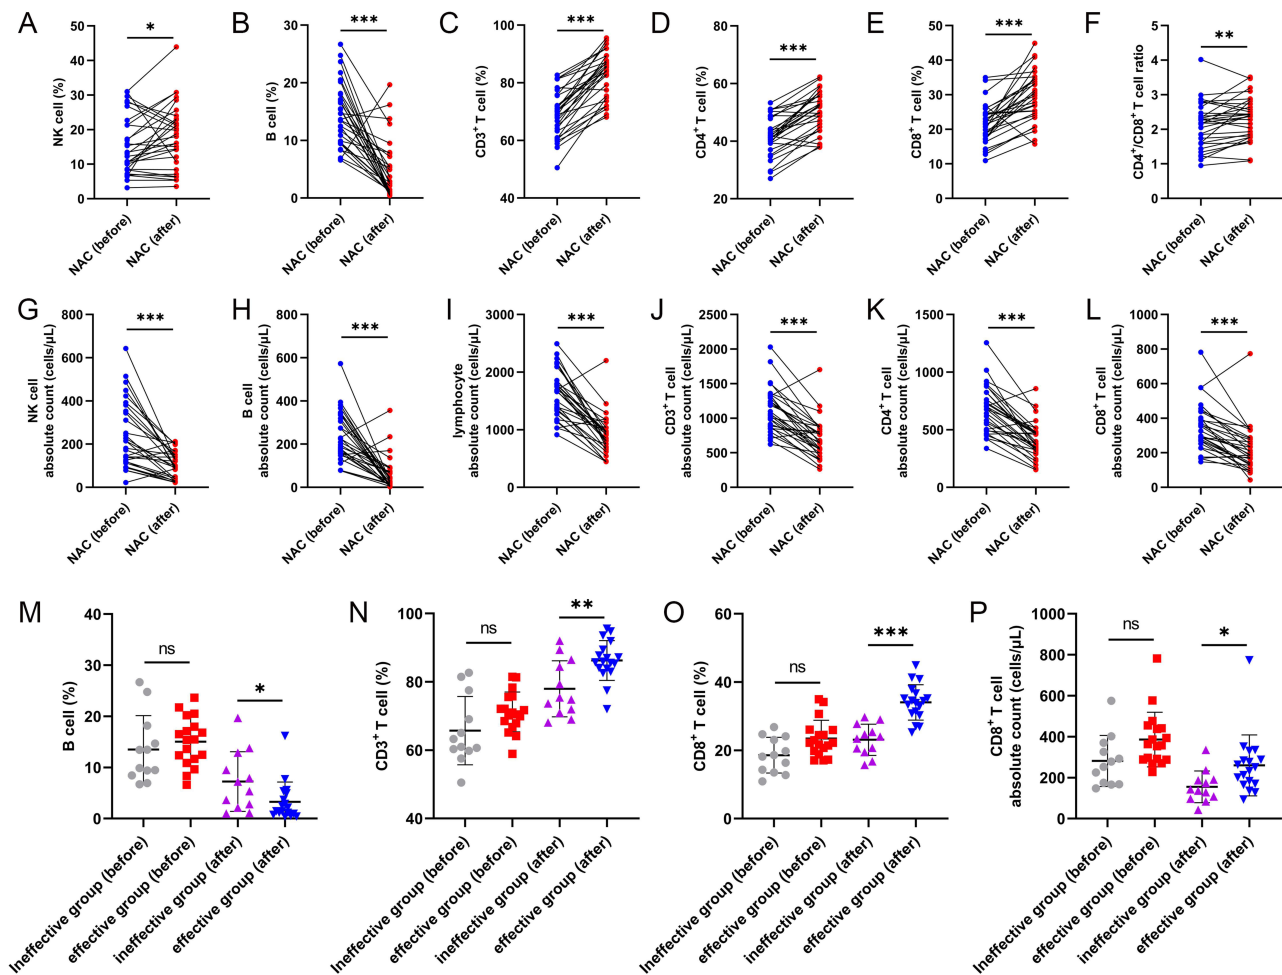 A
NK cell (%)
50
40
30
20
10
0
*
NAC (before)
NAC (after)
B
B cell (%)
30
20
10
0
***
NAC (before)
NAC (after)
C
CD3+ T cell (%)
100
80
60
40
***
NAC (before)
NAC (after)
D
CD4+ T cell (%)
80
60
40
20
***
NAC (before)
NAC (after)
E
CD8+ T cell (%)
50
40
30
20
10
0
***
NAC (before)
NAC (after)
F
CD4+/CD8+ T cell ratio
5
4
3
2
1
0
**
NAC (before)
NAC (after)
G
NK cell
absolute count (cells/μL)
800
600
400
200
0
***
NAC (before)
NAC (after)
H
B cell
absolute count (cells/μL)
800
600
400
200
0
***
NAC (before)
NAC (after)
I
lymphocyte
absolute count (cells/μL)
3000
2000
1000
0
***
NAC (before)
NAC (after)
J
CD3+ T cell
absolute count (cells/μL)
2500
2000
1500
1000
500
0
***
NAC (before)
NAC (after)
K
CD4+ T cell
absolute count (cells/μL)
1500
1000
500
0
***
NAC (before)
NAC (after)
L
CD8+ T cell
absolute count (cells/μL)
1000
800
600
400
200
0
***
NAC (before)
NAC (after)
M
B cell (%)
40
30
20
10
0
ns
*
Ineffective group (before)
effective group (before)
ineffective group (after)
effective group (after)
N
CD3+ T cell (%)
100
80
60
40
ns
**
Ineffective group (before)
effective group (before)
ineffective group (after)
effective group (after)
O
CD8+ T cell (%)
60
40
20
0
ns
***
Ineffective group (before)
effective group (before)
ineffective group (after)
effective group (after)
P
CD8+ T cell
absolute count (cells/μL)
1000
800
600
400
200
0
ns
*
Ineffective group (before)
effective group (before)
ineffective group (after)
effective group (after)